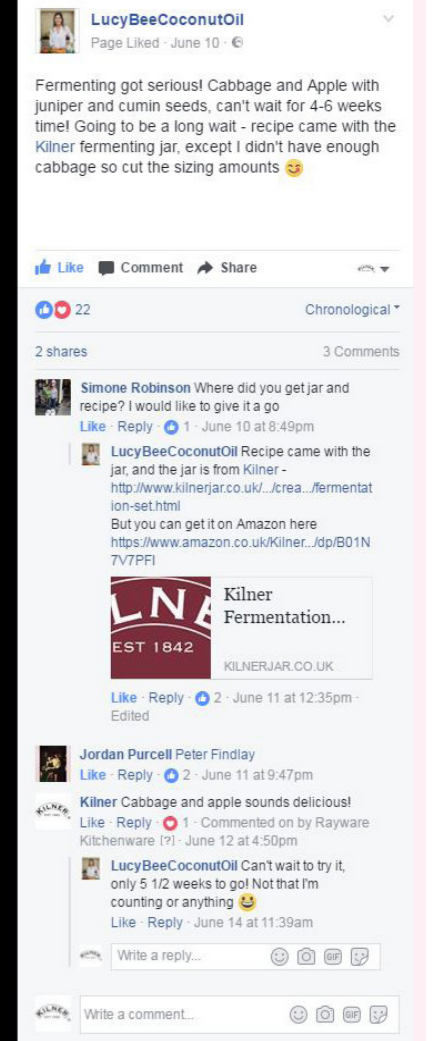 LucyBeeCoconutOil
Page Liked · June 10 ·
Fermenting got serious! Cabbage and Apple with
juniper and cumin seeds, can't wait for 4-6 weeks
time! Going to be a long wait - recipe came with the
Kilner fermenting jar, except I didn't have enough
cabbage so cut the sizing amounts
Like Comment Share
22 Chronological
2 shares 3 Comments
Simone Robinson Where did you get jar and
recipe? I would like to give it a go
Like · Reply · 1 · June 10 at 8:49pm
LucyBeeCoconutOil Recipe came with the
jar, and the jar is from Kilner -
http://www.kilnerjar.co.uk/.../crea.../fermentat
ion-set.html
But you can get it on Amazon here
https://www.amazon.co.uk/Kilner.../dp/B01N
7V7PFI
LNE
EST 1842
Kilner
Fermentation...
KILNERJAR.CO.UK
Like · Reply · 2 · June 11 at 12:35pm ·
Edited
Jordan Purcell Peter Findlay
Like · Reply · 2 · June 11 at 9:47pm
KILNER
Kilner Cabbage and apple sounds delicious!
Like · Reply · 1 · Commented on by Rayware
Kitchenware [?] · June 12 at 4:50pm
LucyBeeCoconutOil Can't wait to try it,
only 5 1/2 weeks to go! Not that I'm
counting or anything
Like · Reply · June 14 at 11:39am
Write a reply... GIF
KILNER
Write a comment... GIF